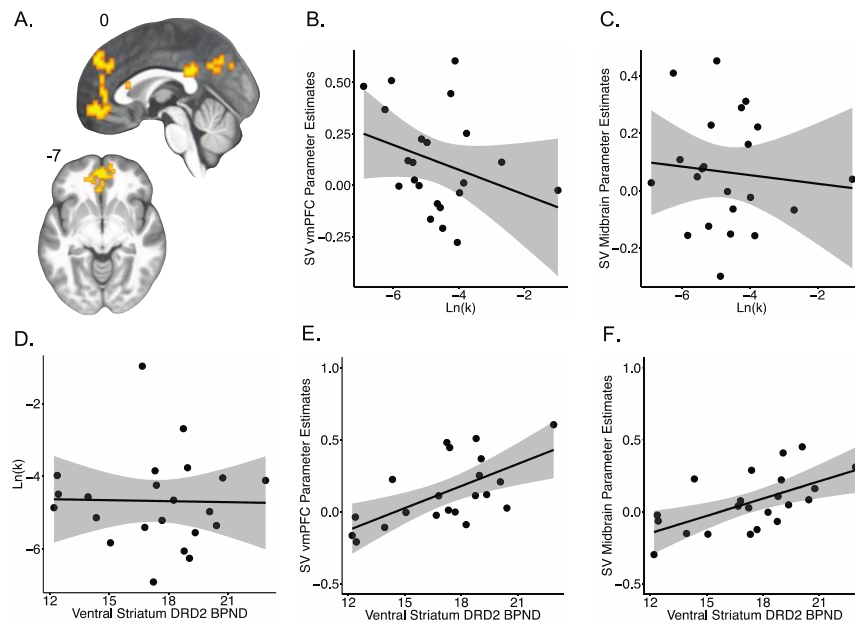 A.
0
-7
B.
0.50
0.25
0.00
−0.25
SV vmPFC Parameter Estimates
−6
−4
−2
Ln(k)
C.
0.4
0.2
0.0
−0.2
SV Midbrain Parameter Estimates
−6
−4
−2
Ln(k)
D.
−2
−4
−6
Ln(k)
12
15
18
21
Ventral Striatum DRD2 BPND
E.
1.0
0.5
0.0
−0.5
SV vmPFC Parameter Estimates
12
15
18
21
Ventral Striatum DRD2 BPND
F.
1.0
0.5
0.0
−0.5
SV Midbrain Parameter Estimates
12
15
18
21
Ventral Striatum DRD2 BPND